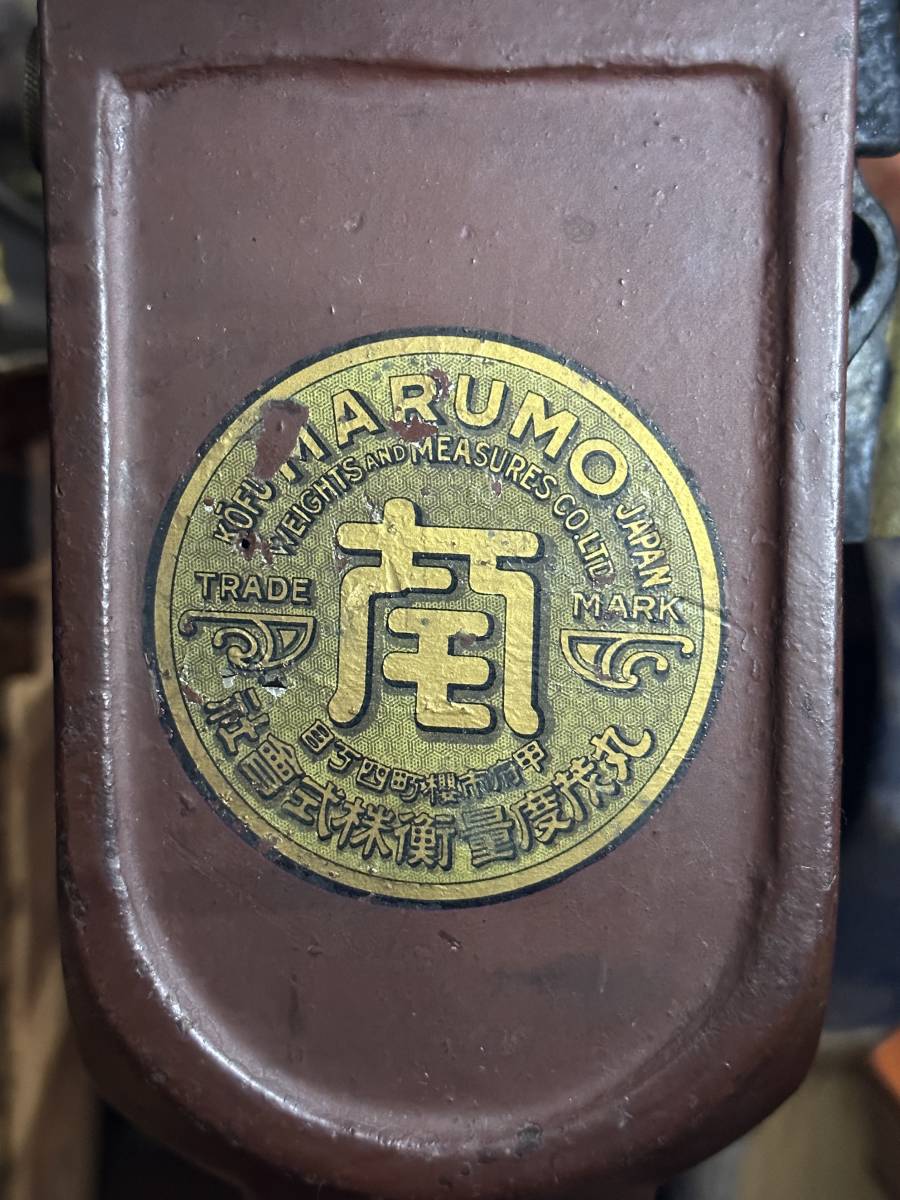 MARUMO
KŌFU
JAPAN
WEIGHTS AND MEASURES CO. LTD
TRADE
MARK
甲府市櫻町四丁目
丸茂度量衡株式會社